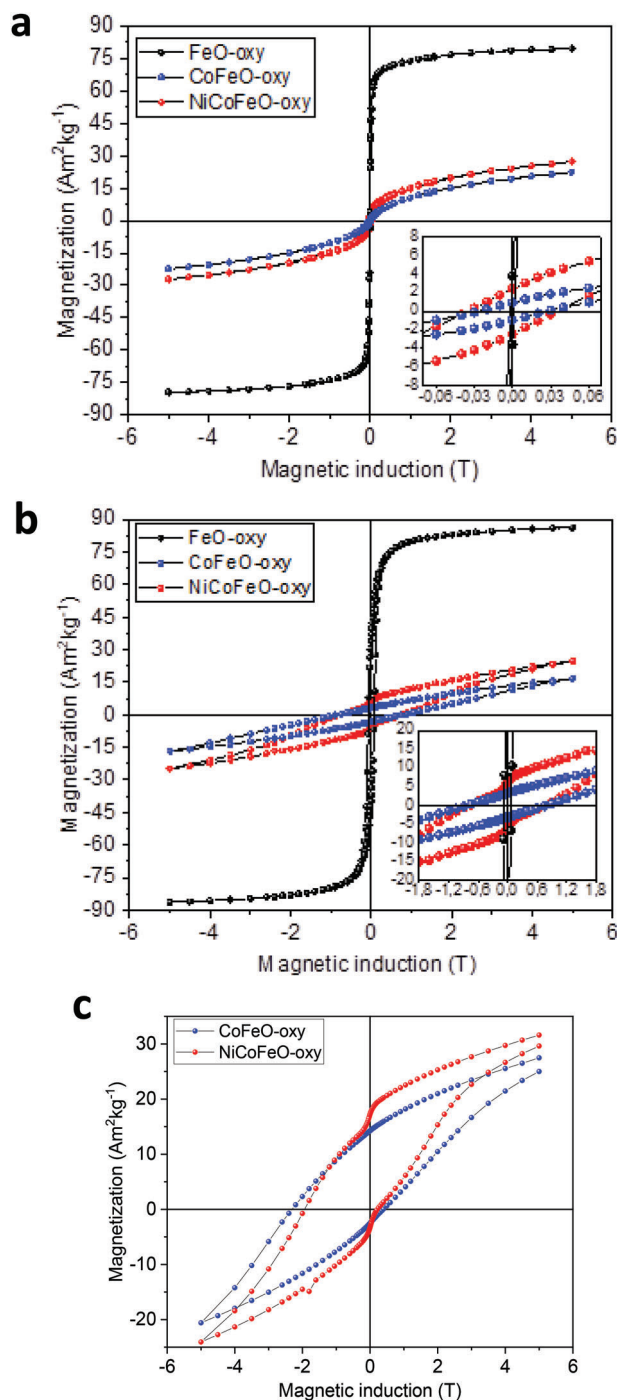 a
90
75
60
45
30
15
0
-15
-30
-45
-60
-75
-90
Magnetization (Am²kg⁻¹)
FeO-oxy
CoFeO-oxy
NiCoFeO-oxy
8
6
4
2
0
-2
-4
-6
-8
-0,06 -0,03 0,00 0,03 0,06
-6 -4 -2 0 2 4 6
Magnetic induction (T)
b
90
75
60
45
30
15
0
-15
-30
-45
-60
-75
-90
Magnetization (Am²kg⁻¹)
FeO-oxy
CoFeO-oxy
NiCoFeO-oxy
20
15
10
5
0
-5
-10
-15
-20
-1,8 -1,2 -0,6 0,0 0,6 1,2 1,8
-6 -4 -2 0 2 4 6
Magnetic induction (T)
c
30
20
10
0
-10
-20
Magnetization (Am²kg⁻¹)
CoFeO-oxy
NiCoFeO-oxy
-6 -4 -2 0 2 4 6
Magnetic induction (T)